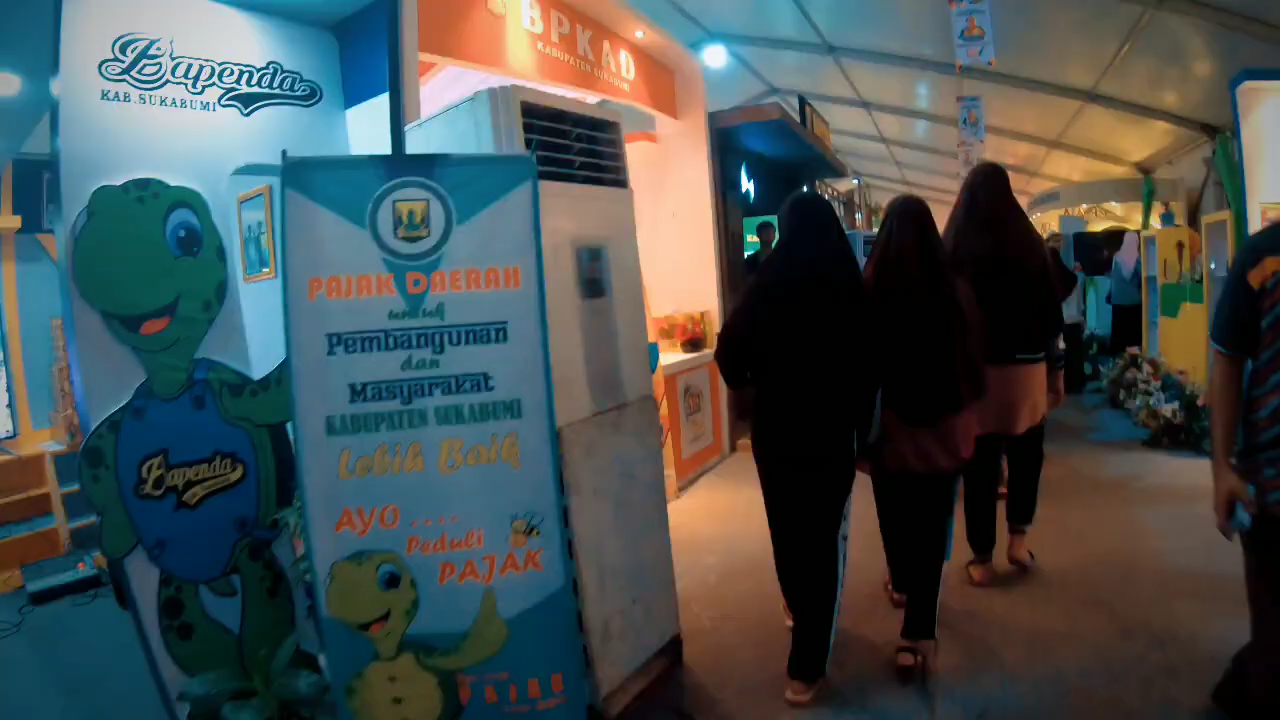 Bapenda
KAB.SUKABUMI
BPKAD
KABUPATEN SUKABUMI
PAJAK DAERAH
untuk
Pembangunan
dan
Masyarakat
KABUPATEN SUKABUMI
Lebih Baik
AYO ....
Peduli
PAJAK
Bapenda
PAJAK